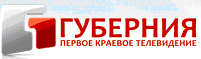 ГУБЕРНИЯ
ПЕРВОЕ КРАЕВОЕ ТЕЛЕВИДЕНИЕ